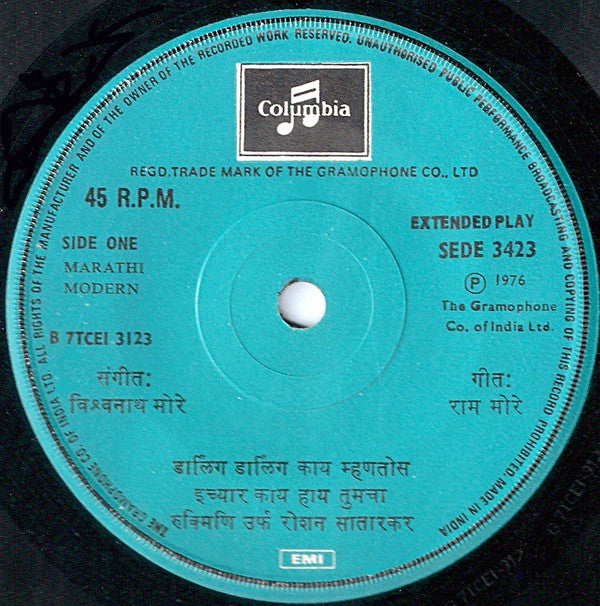 THE GRAMOPHONE CO. OF INDIA LTD. ALL RIGHTS OF THE MANUFACTURER AND OF THE OWNER OF THE RECORDED WORK RESERVED. UNAUTHORISED PUBLIC PERFORMANCE BROADCASTING AND COPYING OF THIS RECORD PROHIBITED. MADE IN INDIA
Columbia
REGD. TRADE MARK OF THE GRAMOPHONE CO., LTD
45 R.P.M.
EXTENDED PLAY
SEDE 3423
SIDE ONE
MARATHI
MODERN
Ⓟ 1976
The Gramophone
Co. of India Ltd.
B 7TCEI 3123
संगीत:
विश्वनाथ मोरे
गीत:
राम मोरे
डार्लिंग डार्लिंग काय म्हणतोस
इच्यार काय हाय तुमचा
रुक्मिणि उर्फ रोशन सातारकर
EMI